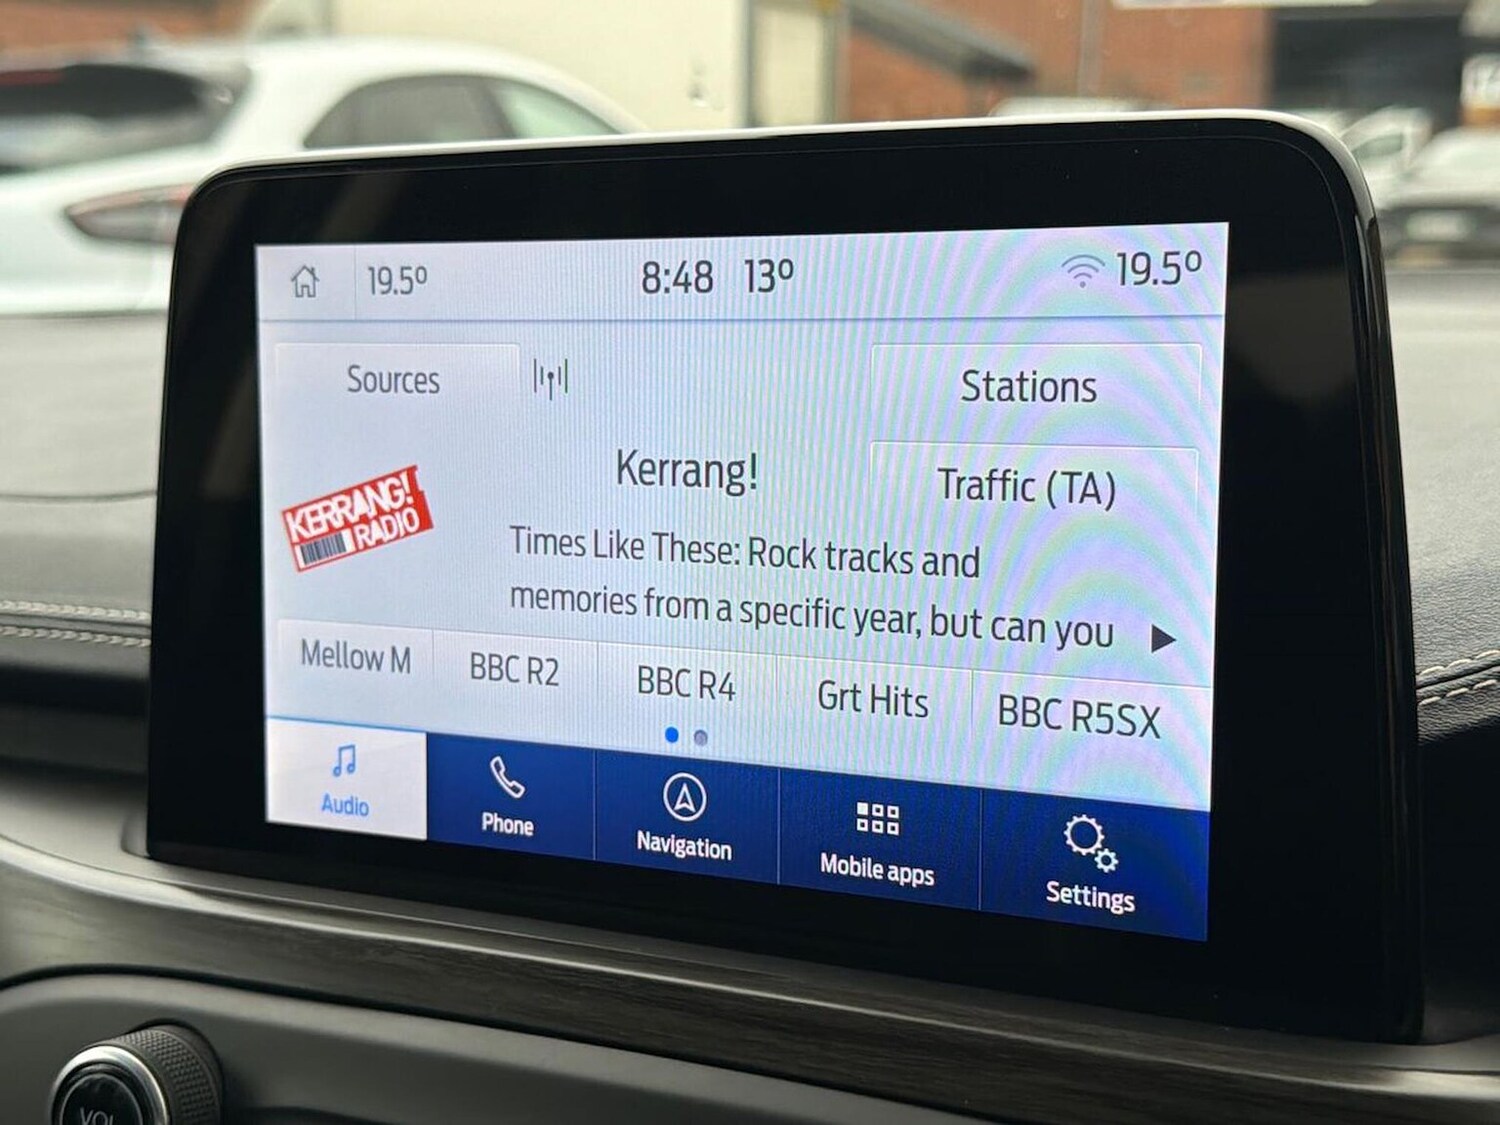 19.5°
8:48 13°
19.5°
Sources
Stations
Kerrang!
Traffic (TA)
KERRANG!
RADIO
Times Like These: Rock tracks and
memories from a specific year, but can you
Mellow M
BBC R2
BBC R4
Grt Hits
BBC R5SX
Audio
Phone
Navigation
Mobile apps
Settings
VOL